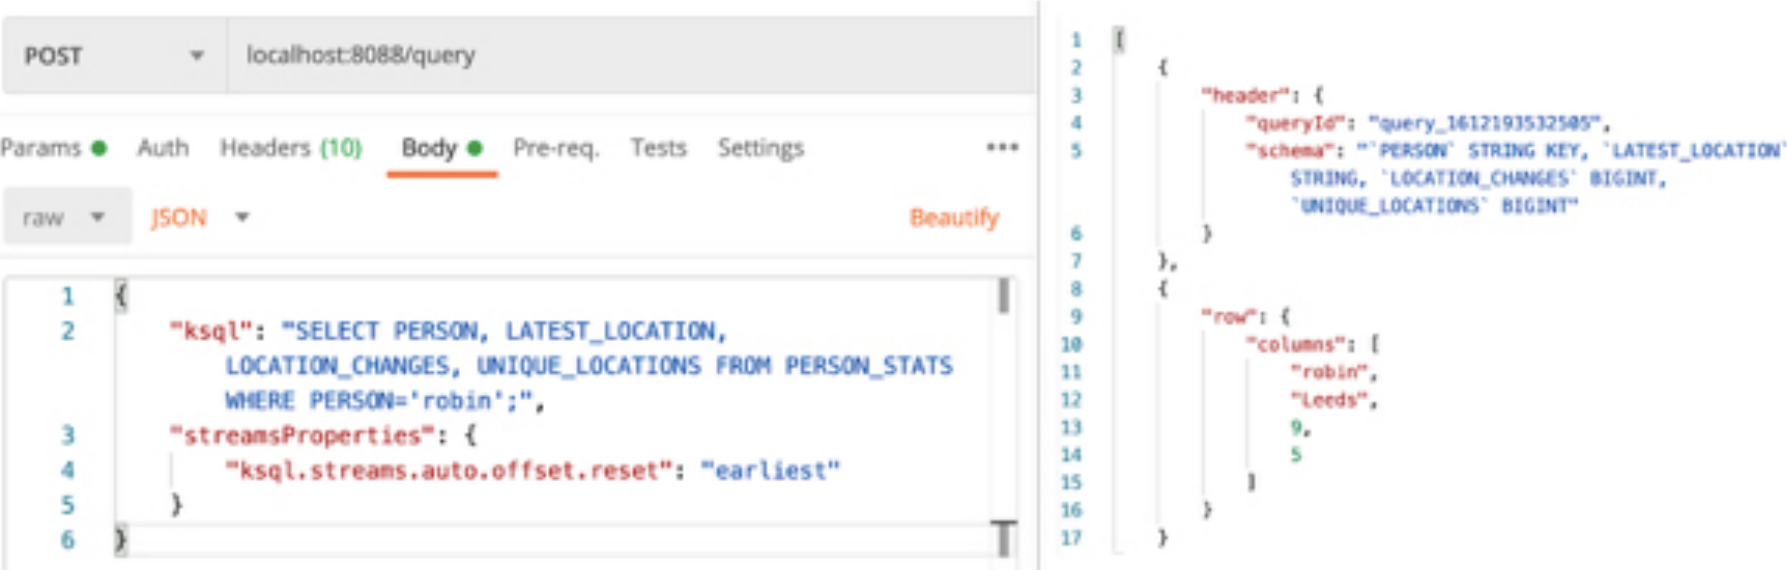 POST localhost:8088/query
Params Auth Headers (10) Body Pre-req. Tests Settings •••
raw JSON Beautify
1 {
2 "ksql": "SELECT PERSON, LATEST_LOCATION,
LOCATION_CHANGES, UNIQUE_LOCATIONS FROM PERSON_STATS
WHERE PERSON='robin';",
3 "streamsProperties": {
4 "ksql.streams.auto.offset.reset": "earliest"
5 }
6 }
1 [
2 {
3 "header": {
4 "queryId": "query_1612193532505",
5 "schema": "`PERSON` STRING KEY, `LATEST_LOCATION`
STRING, `LOCATION_CHANGES` BIGINT,
`UNIQUE_LOCATIONS` BIGINT"
6 }
7 },
8 {
9 "row": {
10 "columns": [
11 "robin",
12 "Leeds",
13 9,
14 5
15 ]
16 }
17 }